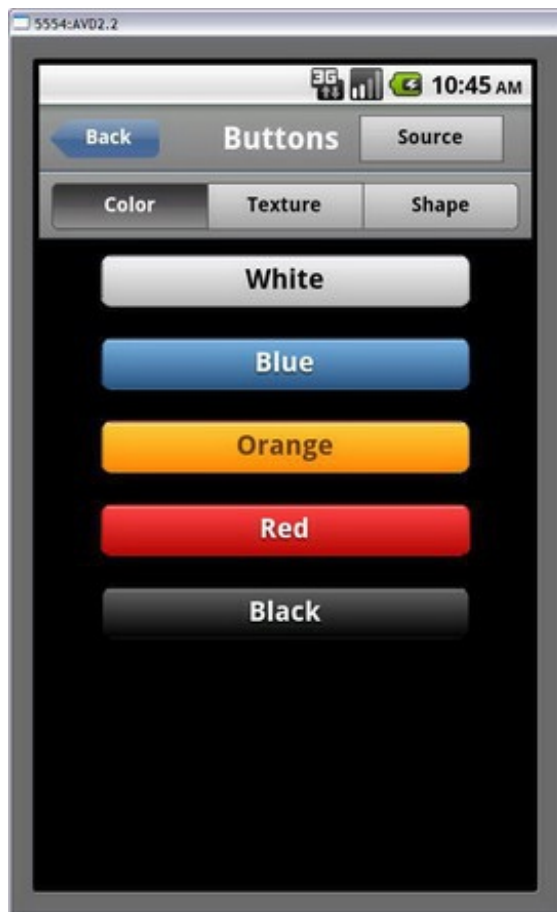 5554:AVD2.2
3G 10:45 AM
Back Buttons Source
Color Texture Shape
White
Blue
Orange
Red
Black